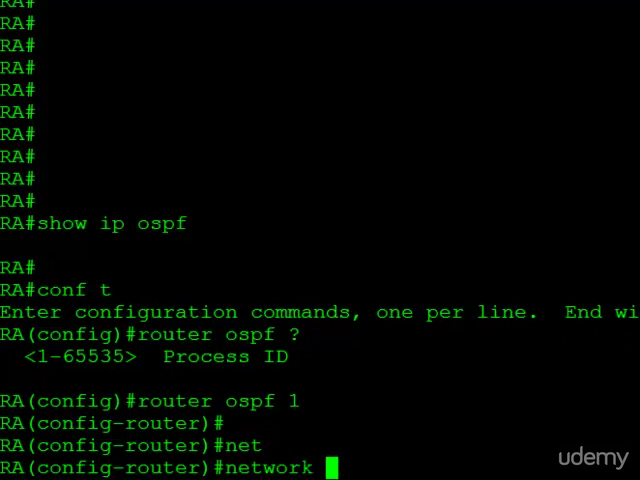 RA#
RA#
RA#
RA#
RA#
RA#
RA#
RA#
RA#
RA#
RA#show ip ospf
RA#
RA#conf t
Enter configuration commands, one per line.  End wi
RA(config)#router ospf ?
  <1-65535>  Process ID
RA(config)#router ospf 1
RA(config-router)#
RA(config-router)#net
RA(config-router)#network
udemy